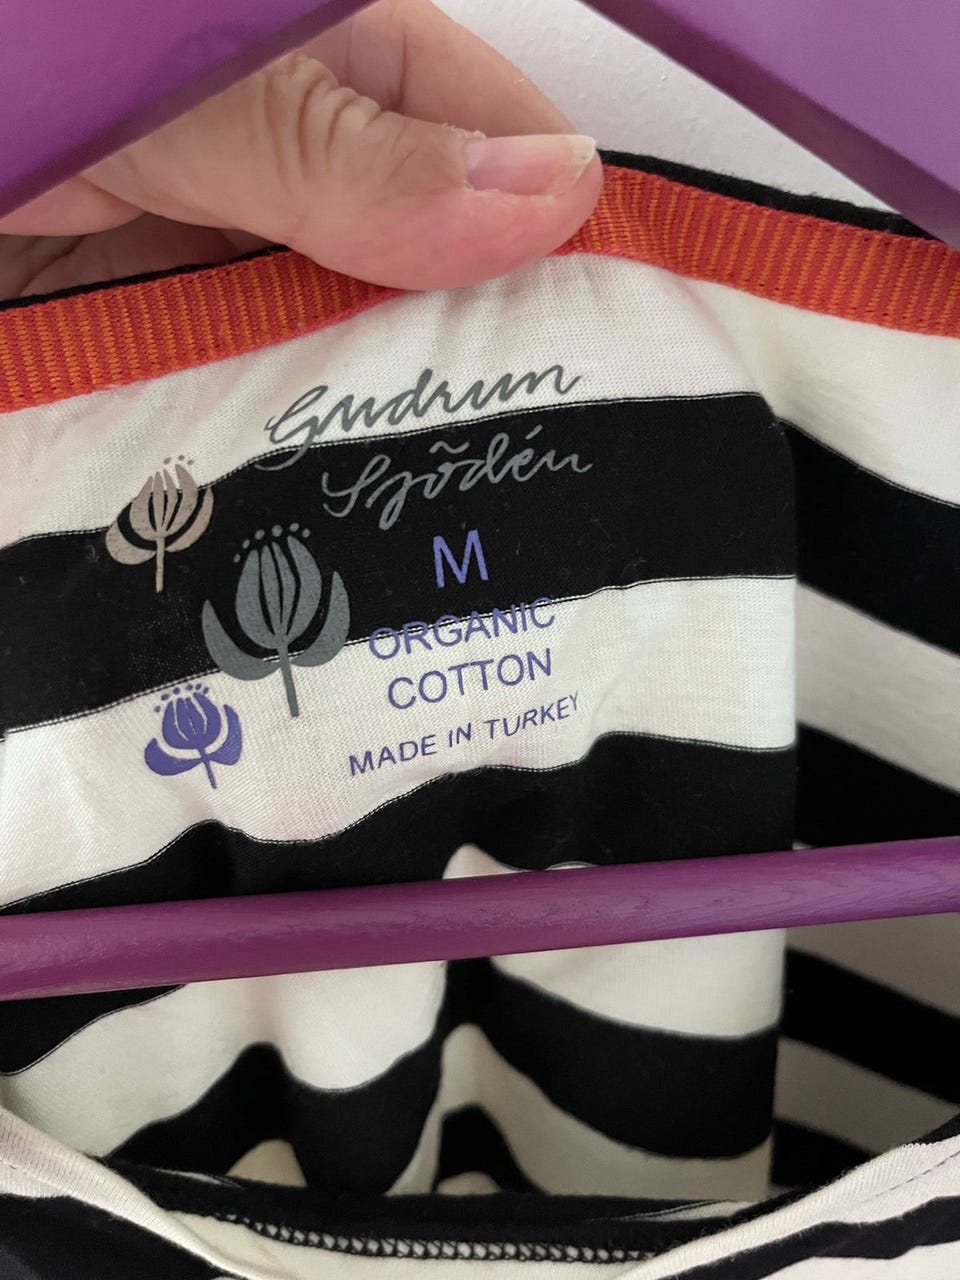 Gudrun
Sjödén
M
ORGANIC
COTTON
MADE IN TURKEY